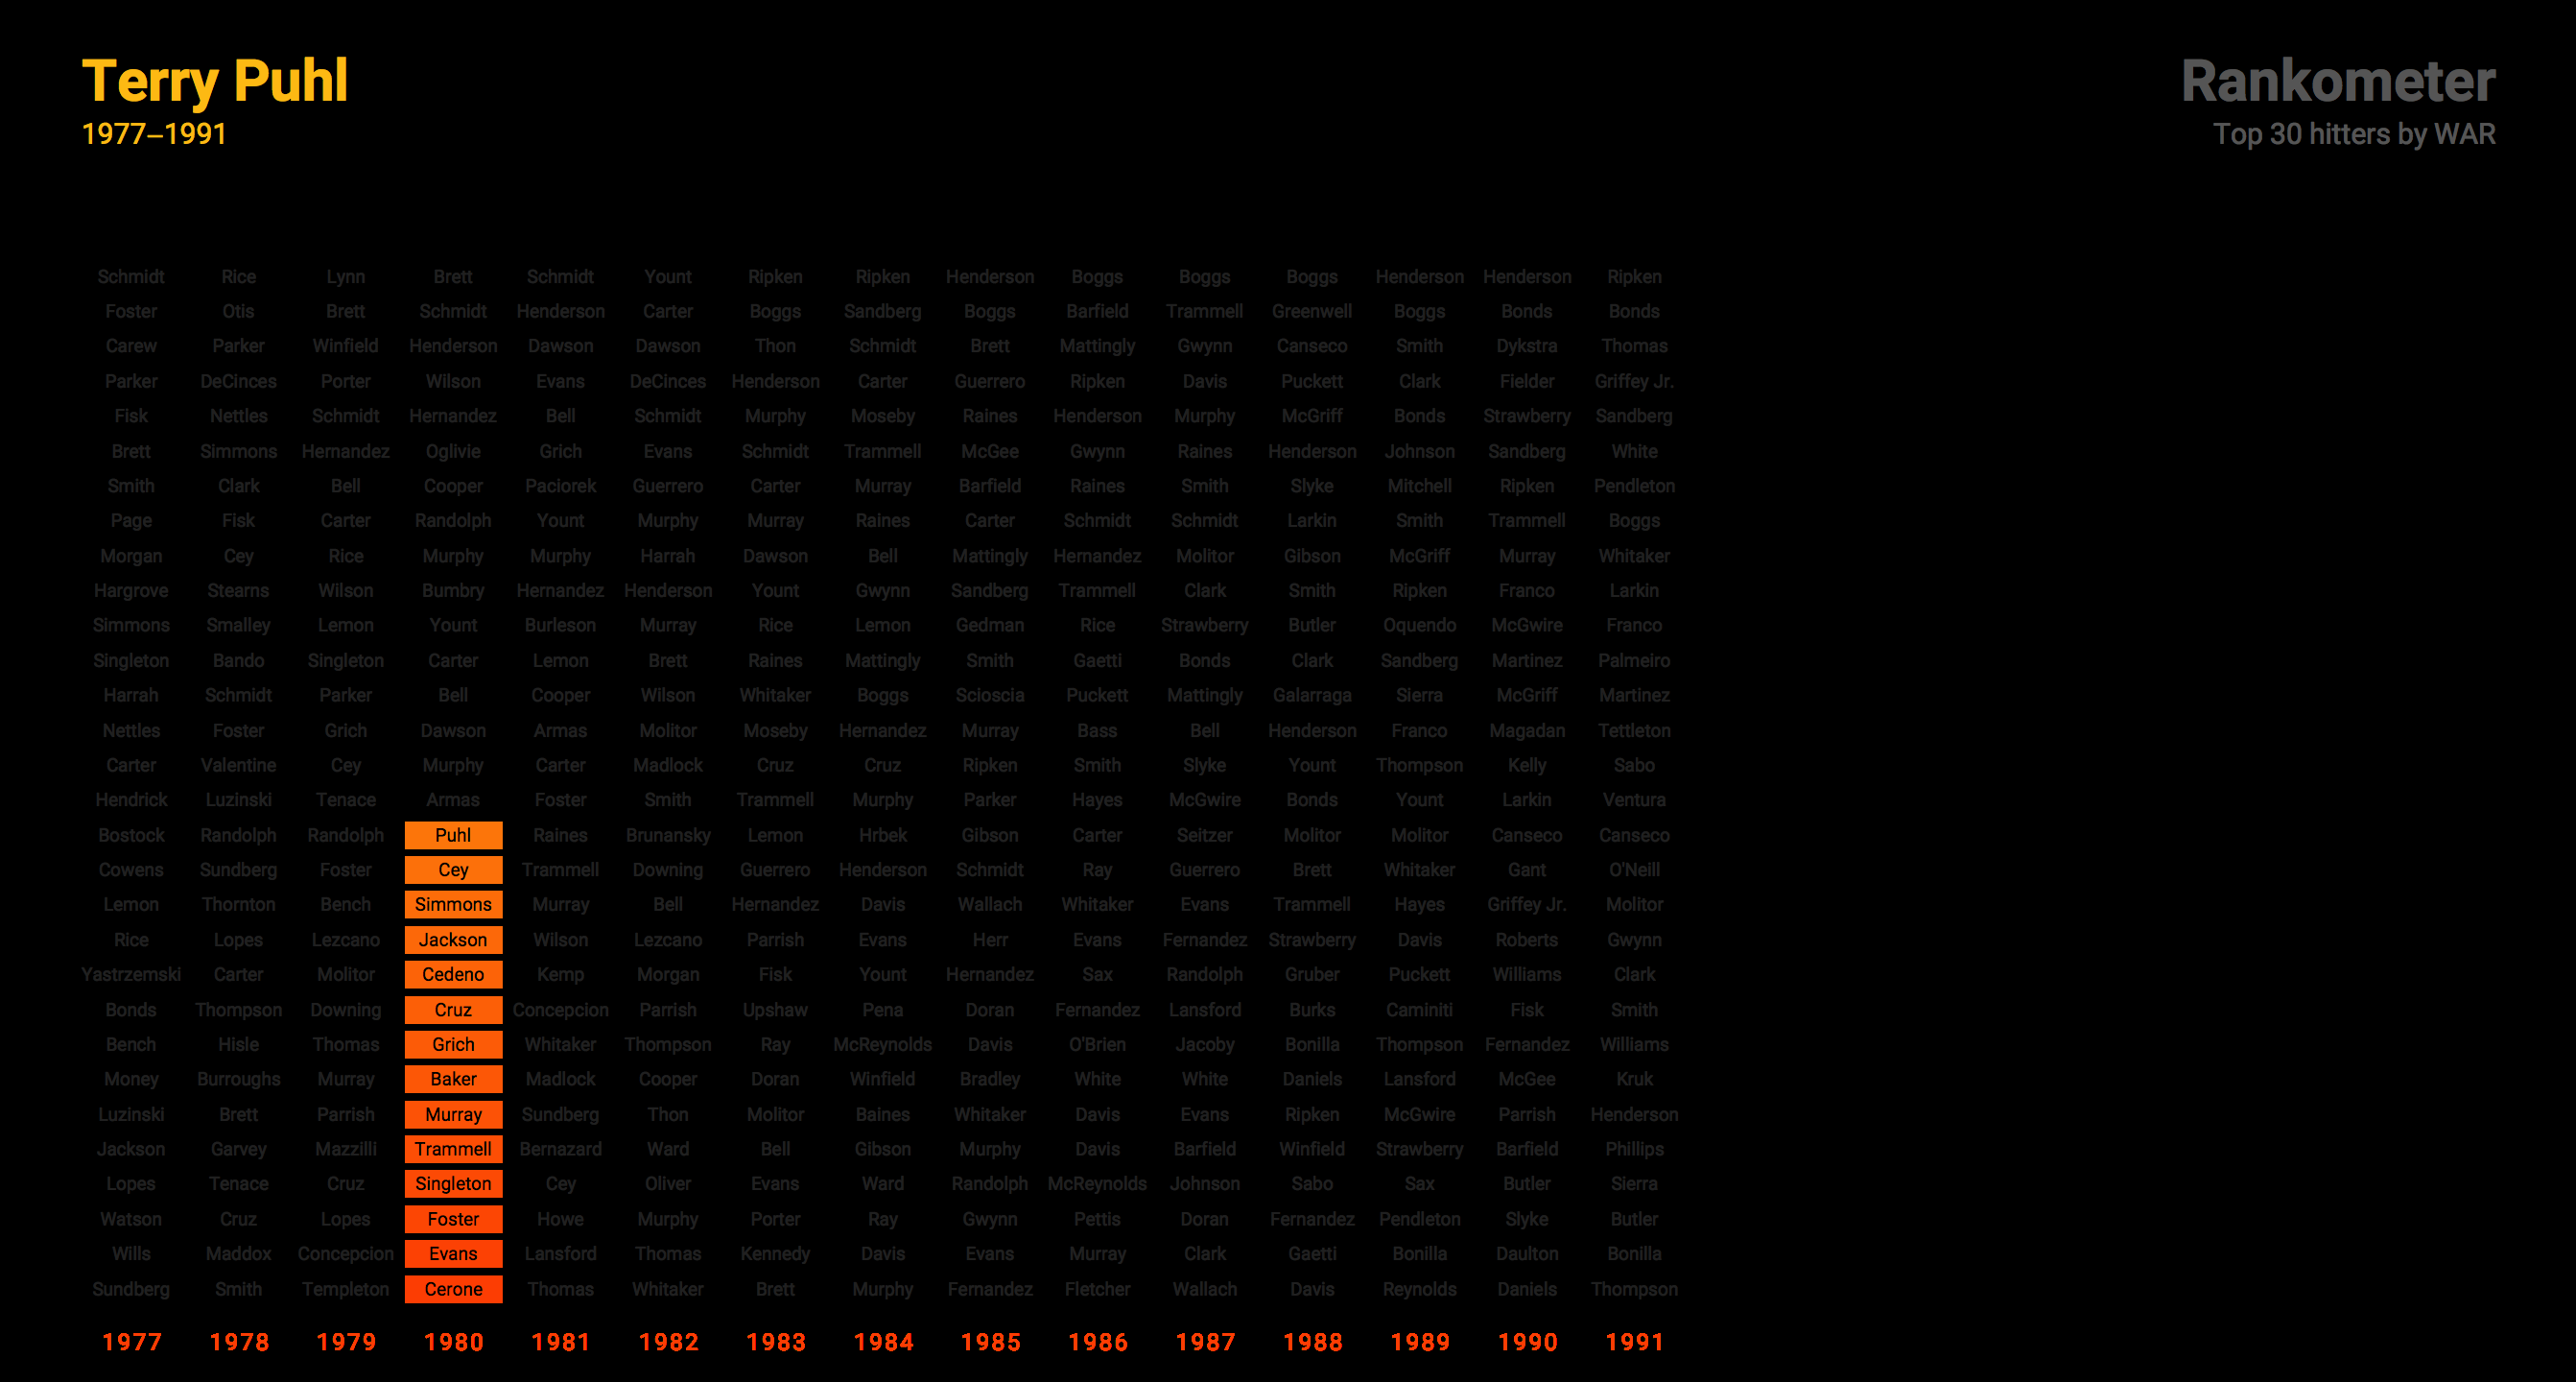 Terry Puhl
1977–1991
Rankometer
Top 30 hitters by WAR
Schmidt Rice Lynn Brett Schmidt Yount Ripken Ripken Henderson Boggs Boggs Boggs Henderson Henderson Ripken
Foster Otis Brett Schmidt Henderson Carter Boggs Sandberg Boggs Barfield Trammell Greenwell Boggs Bonds Bonds
Carew Parker Winfield Henderson Dawson Dawson Thon Schmidt Brett Mattingly Gwynn Canseco Smith Dykstra Thomas
Parker DeCinces Porter Wilson Evans DeCinces Henderson Carter Guerrero Ripken Davis Puckett Clark Fielder Griffey Jr.
Fisk Nettles Schmidt Hernandez Bell Schmidt Murphy Moseby Raines Henderson Murphy McGriff Bonds Strawberry Sandberg
Brett Simmons Hernandez Oglivie Grich Evans Schmidt Trammell McGee Gwynn Raines Henderson Johnson Sandberg White
Smith Clark Bell Cooper Paciorek Guerrero Carter Murray Barfield Raines Smith Slyke Mitchell Ripken Pendleton
Page Fisk Carter Randolph Yount Murphy Murray Raines Carter Schmidt Schmidt Larkin Smith Trammell Boggs
Morgan Cey Rice Murphy Murphy Harrah Dawson Bell Mattingly Hernandez Molitor Gibson McGriff Murray Whitaker
Hargrove Stearns Wilson Bumbry Hernandez Henderson Yount Gwynn Sandberg Trammell Clark Smith Ripken Franco Larkin
Simmons Smalley Lemon Yount Burleson Murray Rice Lemon Gedman Rice Strawberry Butler Oquendo McGwire Franco
Singleton Bando Singleton Carter Lemon Brett Raines Mattingly Smith Gaetti Bonds Clark Sandberg Martinez Palmeiro
Harrah Schmidt Parker Bell Cooper Wilson Whitaker Boggs Scioscia Puckett Mattingly Galarraga Sierra McGriff Martinez
Nettles Foster Grich Dawson Armas Molitor Moseby Hernandez Murray Bass Bell Henderson Franco Magadan Tettleton
Carter Valentine Cey Murphy Carter Madlock Cruz Cruz Ripken Smith Slyke Yount Thompson Kelly Sabo
Hendrick Luzinski Tenace Armas Foster Smith Trammell Murphy Parker Hayes McGwire Bonds Yount Larkin Ventura
Bostock Randolph Randolph Puhl Raines Brunansky Lemon Hrbek Gibson Carter Seitzer Molitor Molitor Canseco Canseco
Cowens Sundberg Foster Cey Trammell Downing Guerrero Henderson Schmidt Ray Guerrero Brett Whitaker Gant O'Neill
Lemon Thornton Bench Simmons Murray Bell Hernandez Davis Wallach Whitaker Evans Trammell Hayes Griffey Jr. Molitor
Rice Lopes Lezcano Jackson Wilson Lezcano Parrish Evans Herr Evans Fernandez Strawberry Davis Roberts Gwynn
Yastrzemski Carter Molitor Cedeno Kemp Morgan Fisk Yount Hernandez Sax Randolph Gruber Puckett Williams Clark
Bonds Thompson Downing Cruz Concepcion Parrish Upshaw Pena Doran Fernandez Lansford Burks Caminiti Fisk Smith
Bench Hisle Thomas Grich Whitaker Thompson Ray McReynolds Davis O'Brien Jacoby Bonilla Thompson Fernandez Williams
Money Burroughs Murray Baker Madlock Cooper Doran Winfield Bradley White White Daniels Lansford McGee Kruk
Luzinski Brett Parrish Murray Sundberg Thon Molitor Baines Whitaker Davis Evans Ripken McGwire Parrish Henderson
Jackson Garvey Mazzilli Trammell Bernazard Ward Bell Gibson Murphy Davis Barfield Winfield Strawberry Barfield Phillips
Lopes Tenace Cruz Singleton Cey Oliver Evans Ward Randolph McReynolds Johnson Sabo Sax Butler Sierra
Watson Cruz Lopes Foster Howe Murphy Porter Ray Gwynn Pettis Doran Fernandez Pendleton Slyke Butler
Wills Maddox Concepcion Evans Lansford Thomas Kennedy Davis Evans Murray Clark Gaetti Bonilla Daulton Bonilla
Sundberg Smith Templeton Cerone Thomas Whitaker Brett Murphy Fernandez Fletcher Wallach Davis Reynolds Daniels Thompson
1977 1978 1979 1980 1981 1982 1983 1984 1985 1986 1987 1988 1989 1990 1991